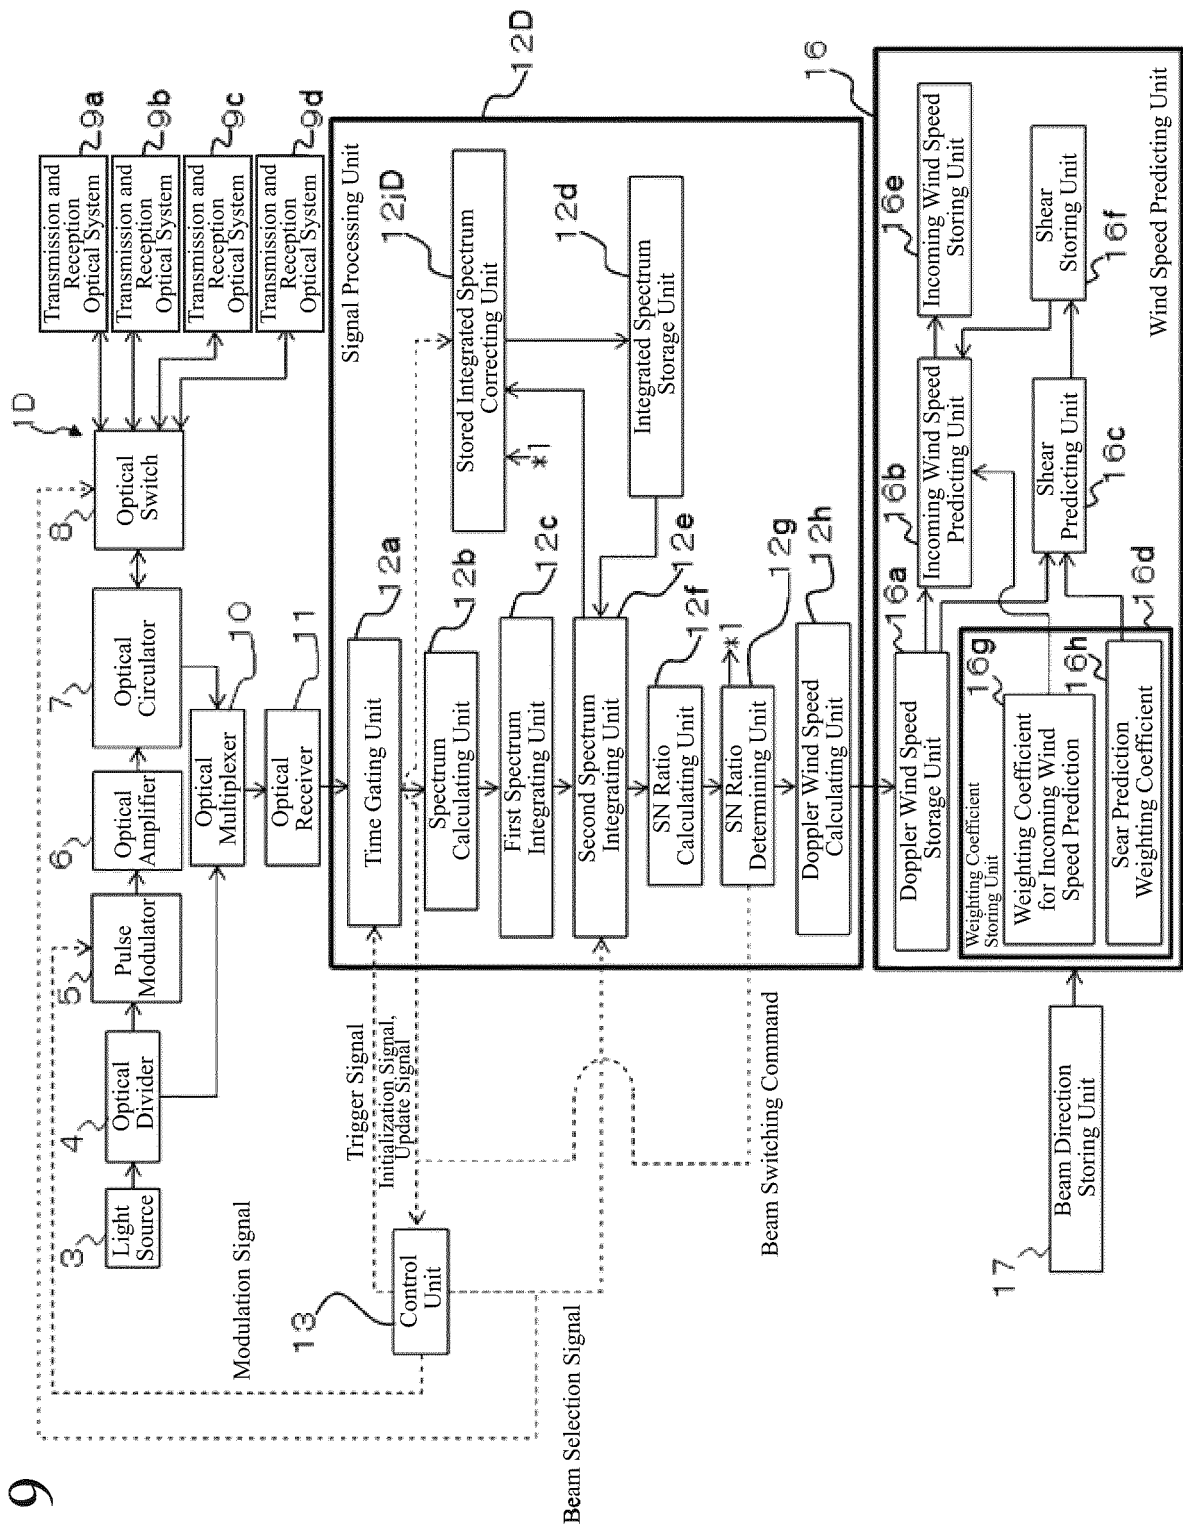 9
1D
3
Light
Source
4
Optical
Divider
5
Pulse
Modulator
6
Optical
Amplifier
7
Optical
Circulator
8
Optical
Switch
Transmission and
Reception
Optical System
9a
Transmission and
Reception
Optical System
9b
Transmission and
Reception
Optical System
9c
Transmission and
Reception
Optical System
9d
Optical
Multiplexer
10
Optical
Receiver
11
Modulation Signal
13
Control
Unit
Trigger Signal
Initialization Signal,
Update Signal
Beam Selection Signal
Beam Switching Command
Signal Processing Unit
12D
Time Gating Unit
12a
Spectrum
Calculating Unit
12b
First Spectrum
Integrating Unit
12c
Second Spectrum
Integrating Unit
12e
SN Ratio
Calculating Unit
12f
SN Ratio
Determining Unit
12g
*1
Doppler Wind Speed
Calculating Unit
12h
Stored Integrated Spectrum
Correcting Unit
12jD
*1
Integrated Spectrum
Storage Unit
12d
16
Wind Speed Predicting Unit
Doppler Wind Speed
Storage Unit
16a
Incoming Wind Speed
Predicting Unit
16b
Incoming Wind Speed
Storing Unit
16e
Shear
Predicting Unit
16c
Shear
Storing Unit
16f
Weighting Coefficient
Storing Unit
16d
Weighting Coefficient
for Incoming Wind
Speed Prediction
16g
Sear Prediction
Weighting Coefficient
16h
17
Beam Direction
Storing Unit